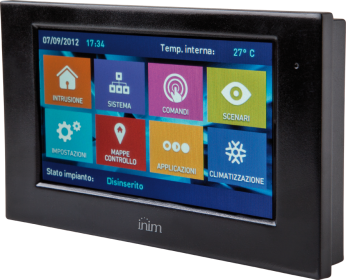 07/09/2012 17:34 Temp. interna: 27° C
INTRUSIONE SISTEMA COMANDI SCENARI
IMPOSTAZIONI MAPPE CONTROLLO APPLICAZIONI CLIMATIZZAZIONE
Stato impianto: Disinserito
inim